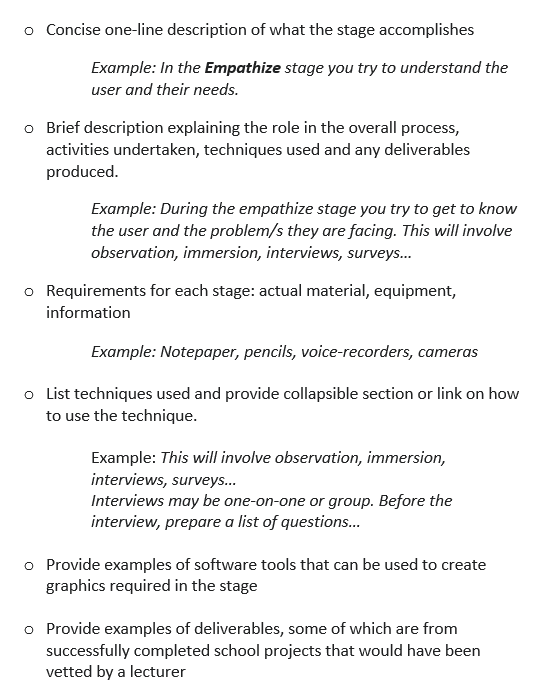 o Concise one-line description of what the stage accomplishes
Example: In the Empathize stage you try to understand the
user and their needs.
o Brief description explaining the role in the overall process,
activities undertaken, techniques used and any deliverables
produced.
Example: During the empathize stage you try to get to know
the user and the problem/s they are facing. This will involve
observation, immersion, interviews, surveys...
o Requirements for each stage: actual material, equipment,
information
Example: Notepaper, pencils, voice-recorders, cameras
o List techniques used and provide collapsible section or link on how
to use the technique.
Example: This will involve observation, immersion,
interviews, surveys...
Interviews may be one-on-one or group. Before the
interview, prepare a list of questions...
o Provide examples of software tools that can be used to create
graphics required in the stage
o Provide examples of deliverables, some of which are from
successfully completed school projects that would have been
vetted by a lecturer